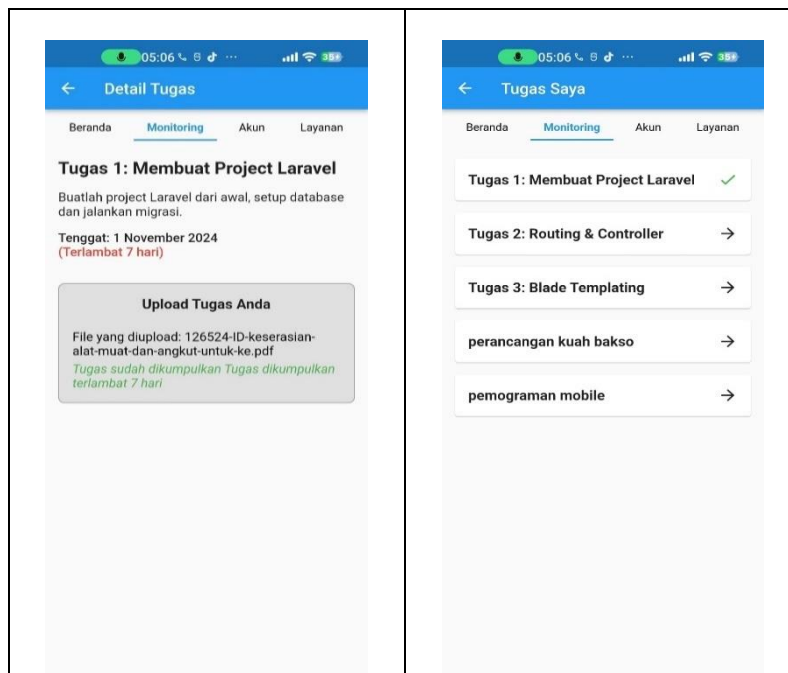 05:06
35+
Detail Tugas
Beranda Monitoring Akun Layanan
Tugas 1: Membuat Project Laravel
Buatlah project Laravel dari awal, setup database
dan jalankan migrasi.
Tenggat: 1 November 2024
(Terlambat 7 hari)
Upload Tugas Anda
File yang diupload: 126524-ID-keserasian-
alat-muat-dan-angkut-untuk-ke.pdf
Tugas sudah dikumpulkan Tugas dikumpulkan
terlambat 7 hari
05:06
35+
Tugas Saya
Beranda Monitoring Akun Layanan
Tugas 1: Membuat Project Laravel
Tugas 2: Routing & Controller
Tugas 3: Blade Templating
perancangan kuah bakso
pemograman mobile